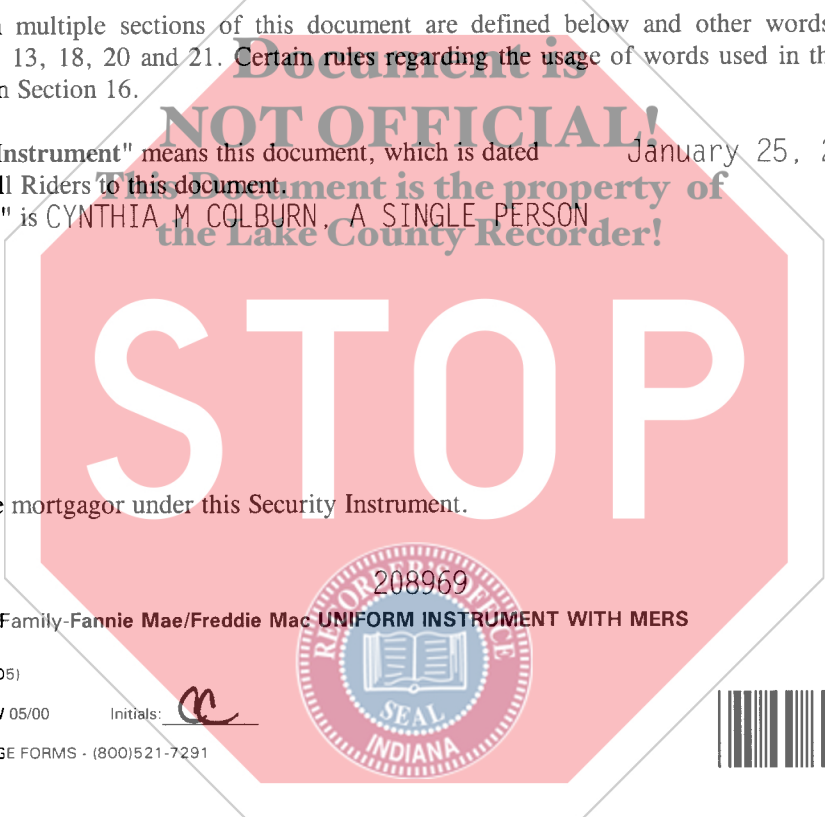 multiple sections of this document are defined below and other words
13, 18, 20 and 21. Certain rules regarding the usage of words used in
n Section 16.
Document is
NOT OFFICIAL!
Instrument" means this document, which is dated January 25,
ll Riders to this document.
This Document is the property of
" is CYNTHIA M COLBURN, A SINGLE PERSON
the Lake County Recorder!
STOP
mortgagor under this Security Instrument.
208969
Family-Fannie Mae/Freddie Mac UNIFORM INSTRUMENT WITH MERS
05)
05/00 Initials: CC
GE FORMS - (800)521-7291
RECORDER'S OFFICE
SEAL
INDIANA